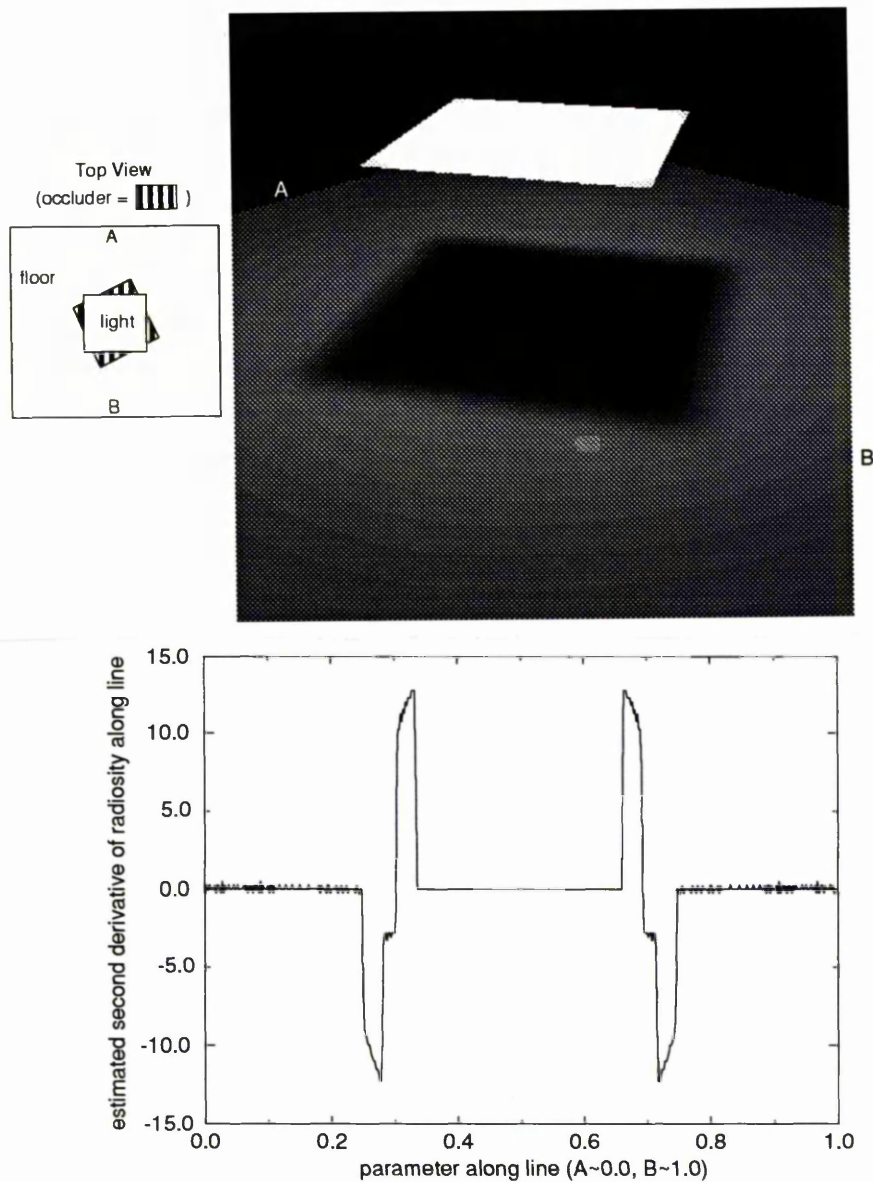 Top View
(occluder = )
A
floor
light
B
A
B
estimated second derivative of radiosity along line
15.0
10.0
5.0
0.0
-5.0
-10.0
-15.0
0.0 0.2 0.4 0.6 0.8 1.0
parameter along line (A~0.0, B~1.0)